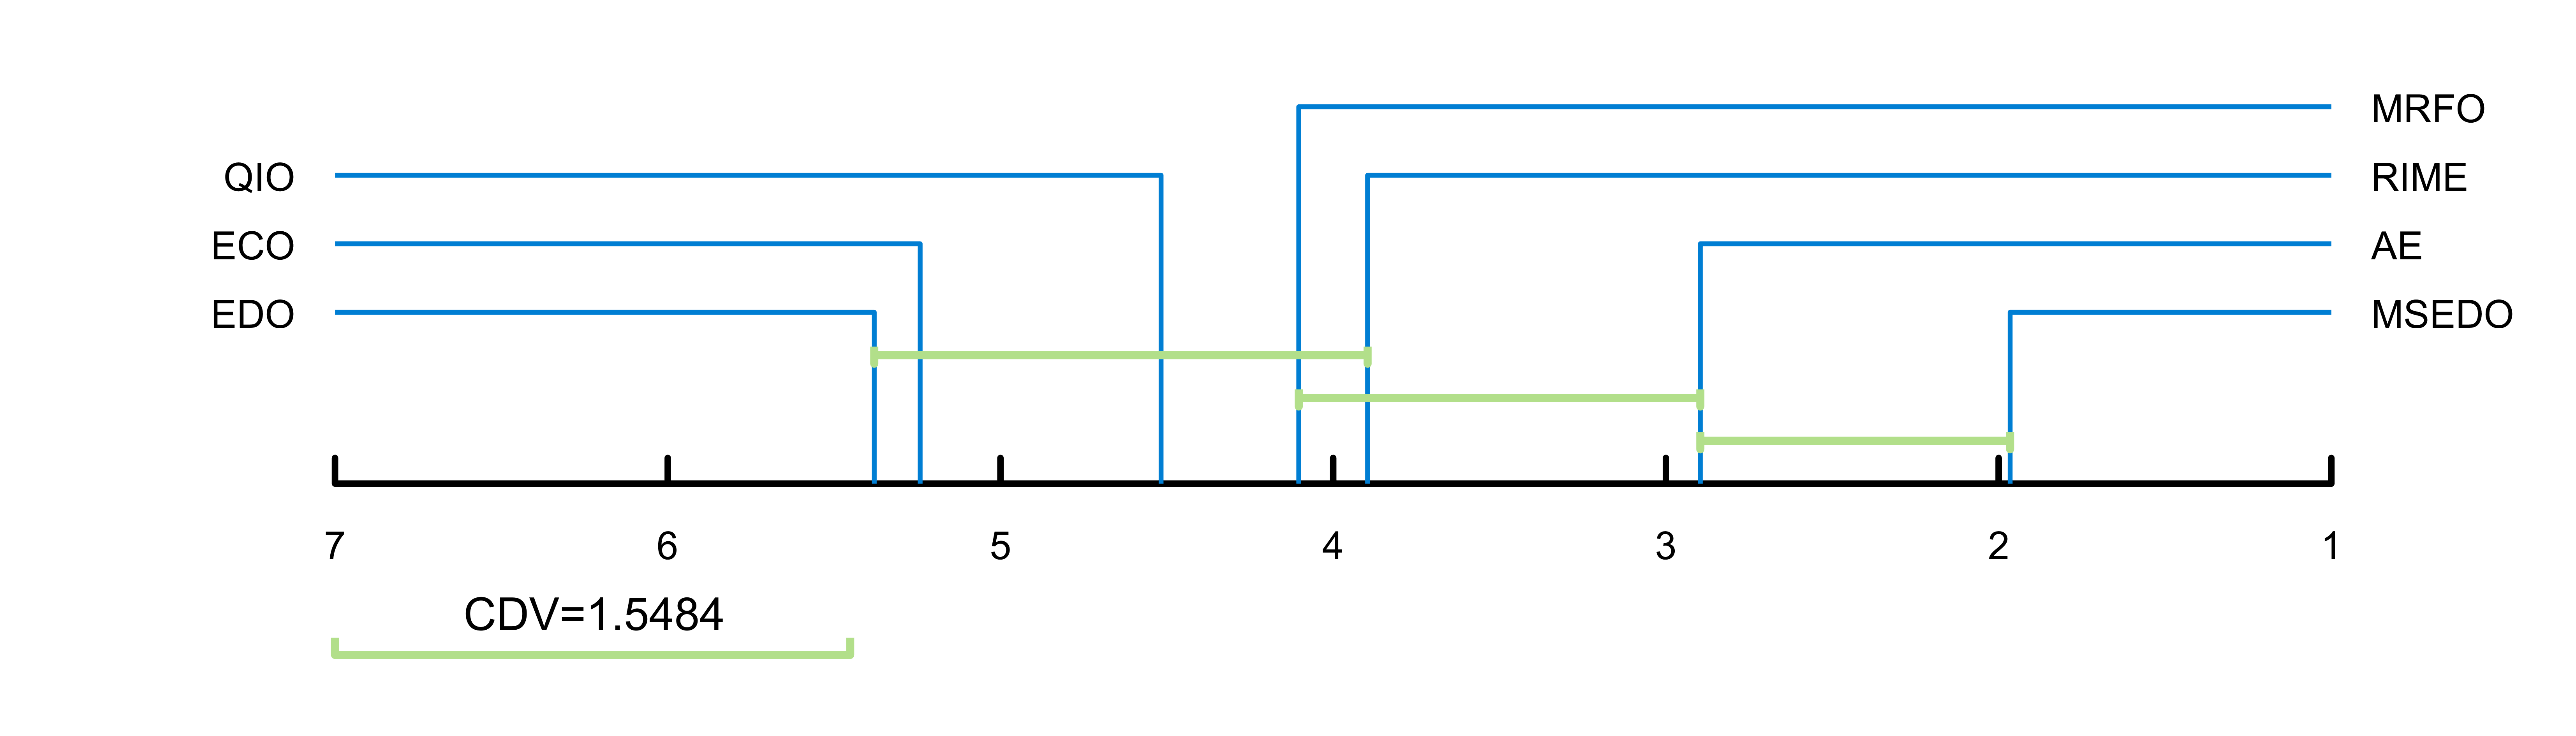 MRFO
QIO RIME
ECO AE
EDO MSEDO
7 6 5 4 3 2 1
CDV=1.5484